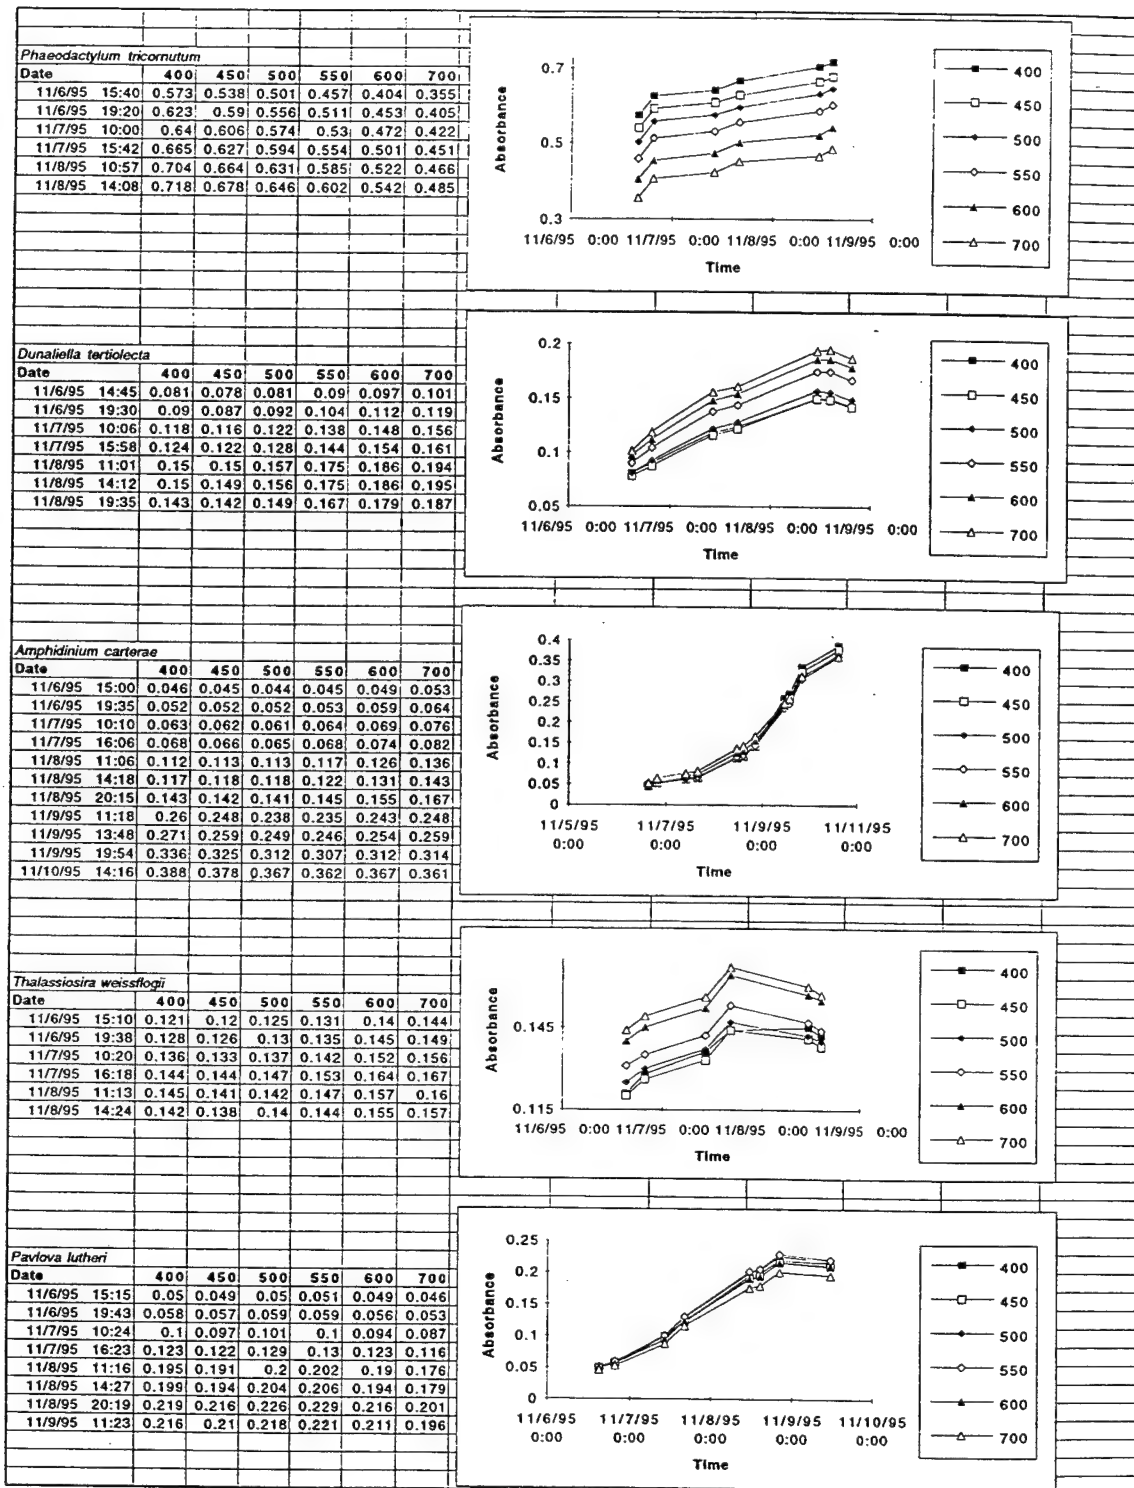 Phaeodactylum tricornutum
Date 400 450 500 550 600 700
11/6/95 15:40 0.573 0.538 0.501 0.457 0.404 0.355
11/6/95 19:20 0.623 0.59 0.556 0.511 0.453 0.405
11/7/95 10:00 0.64 0.606 0.574 0.53 0.472 0.422
11/7/95 15:42 0.665 0.627 0.594 0.554 0.501 0.451
11/8/95 10:57 0.704 0.664 0.631 0.585 0.522 0.466
11/8/95 14:08 0.718 0.678 0.646 0.602 0.542 0.485
Absorbance
0.7
0.5
0.3
11/6/95 0:00 11/7/95 0:00 11/8/95 0:00 11/9/95 0:00
Time
400
450
500
550
600
700
Dunaliella tertiolecta
Date 400 450 500 550 600 700
11/6/95 14:45 0.081 0.078 0.081 0.09 0.097 0.101
11/6/95 19:30 0.09 0.087 0.092 0.104 0.112 0.119
11/7/95 10:06 0.118 0.116 0.122 0.138 0.148 0.156
11/7/95 15:58 0.124 0.122 0.128 0.144 0.154 0.161
11/8/95 11:01 0.15 0.15 0.157 0.175 0.186 0.194
11/8/95 14:12 0.15 0.149 0.156 0.175 0.186 0.195
11/8/95 19:35 0.143 0.142 0.149 0.167 0.179 0.187
Absorbance
0.2
0.15
0.1
0.05
11/6/95 0:00 11/7/95 0:00 11/8/95 0:00 11/9/95 0:00
Time
400
450
500
550
600
700
Amphidinium carterae
Date 400 450 500 550 600 700
11/6/95 15:00 0.046 0.045 0.044 0.045 0.049 0.053
11/6/95 19:35 0.052 0.052 0.052 0.053 0.059 0.064
11/7/95 10:10 0.063 0.062 0.061 0.064 0.069 0.076
11/7/95 16:06 0.068 0.066 0.065 0.068 0.074 0.082
11/8/95 11:06 0.112 0.113 0.113 0.117 0.126 0.136
11/8/95 14:18 0.117 0.118 0.118 0.122 0.131 0.143
11/8/95 20:15 0.143 0.142 0.141 0.145 0.155 0.167
11/9/95 11:18 0.26 0.248 0.238 0.235 0.243 0.248
11/9/95 13:48 0.271 0.259 0.249 0.246 0.254 0.259
11/9/95 19:54 0.336 0.325 0.312 0.307 0.312 0.314
11/10/95 14:16 0.388 0.378 0.367 0.362 0.367 0.361
Absorbance
0.4
0.35
0.3
0.25
0.2
0.15
0.1
0.05
0
11/5/95 11/7/95 11/9/95 11/11/95
0:00 0:00 0:00 0:00
Time
400
450
500
550
600
700
Thalassiosira weissflogii
Date 400 450 500 550 600 700
11/6/95 15:10 0.121 0.12 0.125 0.131 0.14 0.144
11/6/95 19:38 0.128 0.126 0.13 0.135 0.145 0.149
11/7/95 10:20 0.136 0.133 0.137 0.142 0.152 0.156
11/7/95 16:18 0.144 0.144 0.147 0.153 0.164 0.167
11/8/95 11:13 0.145 0.141 0.142 0.147 0.157 0.16
11/8/95 14:24 0.142 0.138 0.14 0.144 0.155 0.157
Absorbance
0.145
0.115
11/6/95 0:00 11/7/95 0:00 11/8/95 0:00 11/9/95 0:00
Time
400
450
500
550
600
700
Pavlova lutheri
Date 400 450 500 550 600 700
11/6/95 15:15 0.05 0.049 0.05 0.051 0.049 0.046
11/6/95 19:43 0.058 0.057 0.059 0.059 0.056 0.053
11/7/95 10:24 0.1 0.097 0.101 0.1 0.094 0.087
11/7/95 16:23 0.123 0.122 0.129 0.13 0.123 0.116
11/8/95 11:16 0.195 0.191 0.2 0.202 0.19 0.176
11/8/95 14:27 0.199 0.194 0.204 0.206 0.194 0.179
11/8/95 20:19 0.219 0.216 0.226 0.229 0.216 0.201
11/9/95 11:23 0.216 0.21 0.218 0.221 0.211 0.196
Absorbance
0.25
0.2
0.15
0.1
0.05
0
11/6/95 11/7/95 11/8/95 11/9/95 11/10/95
0:00 0:00 0:00 0:00 0:00
Time
400
450
500
550
600
700